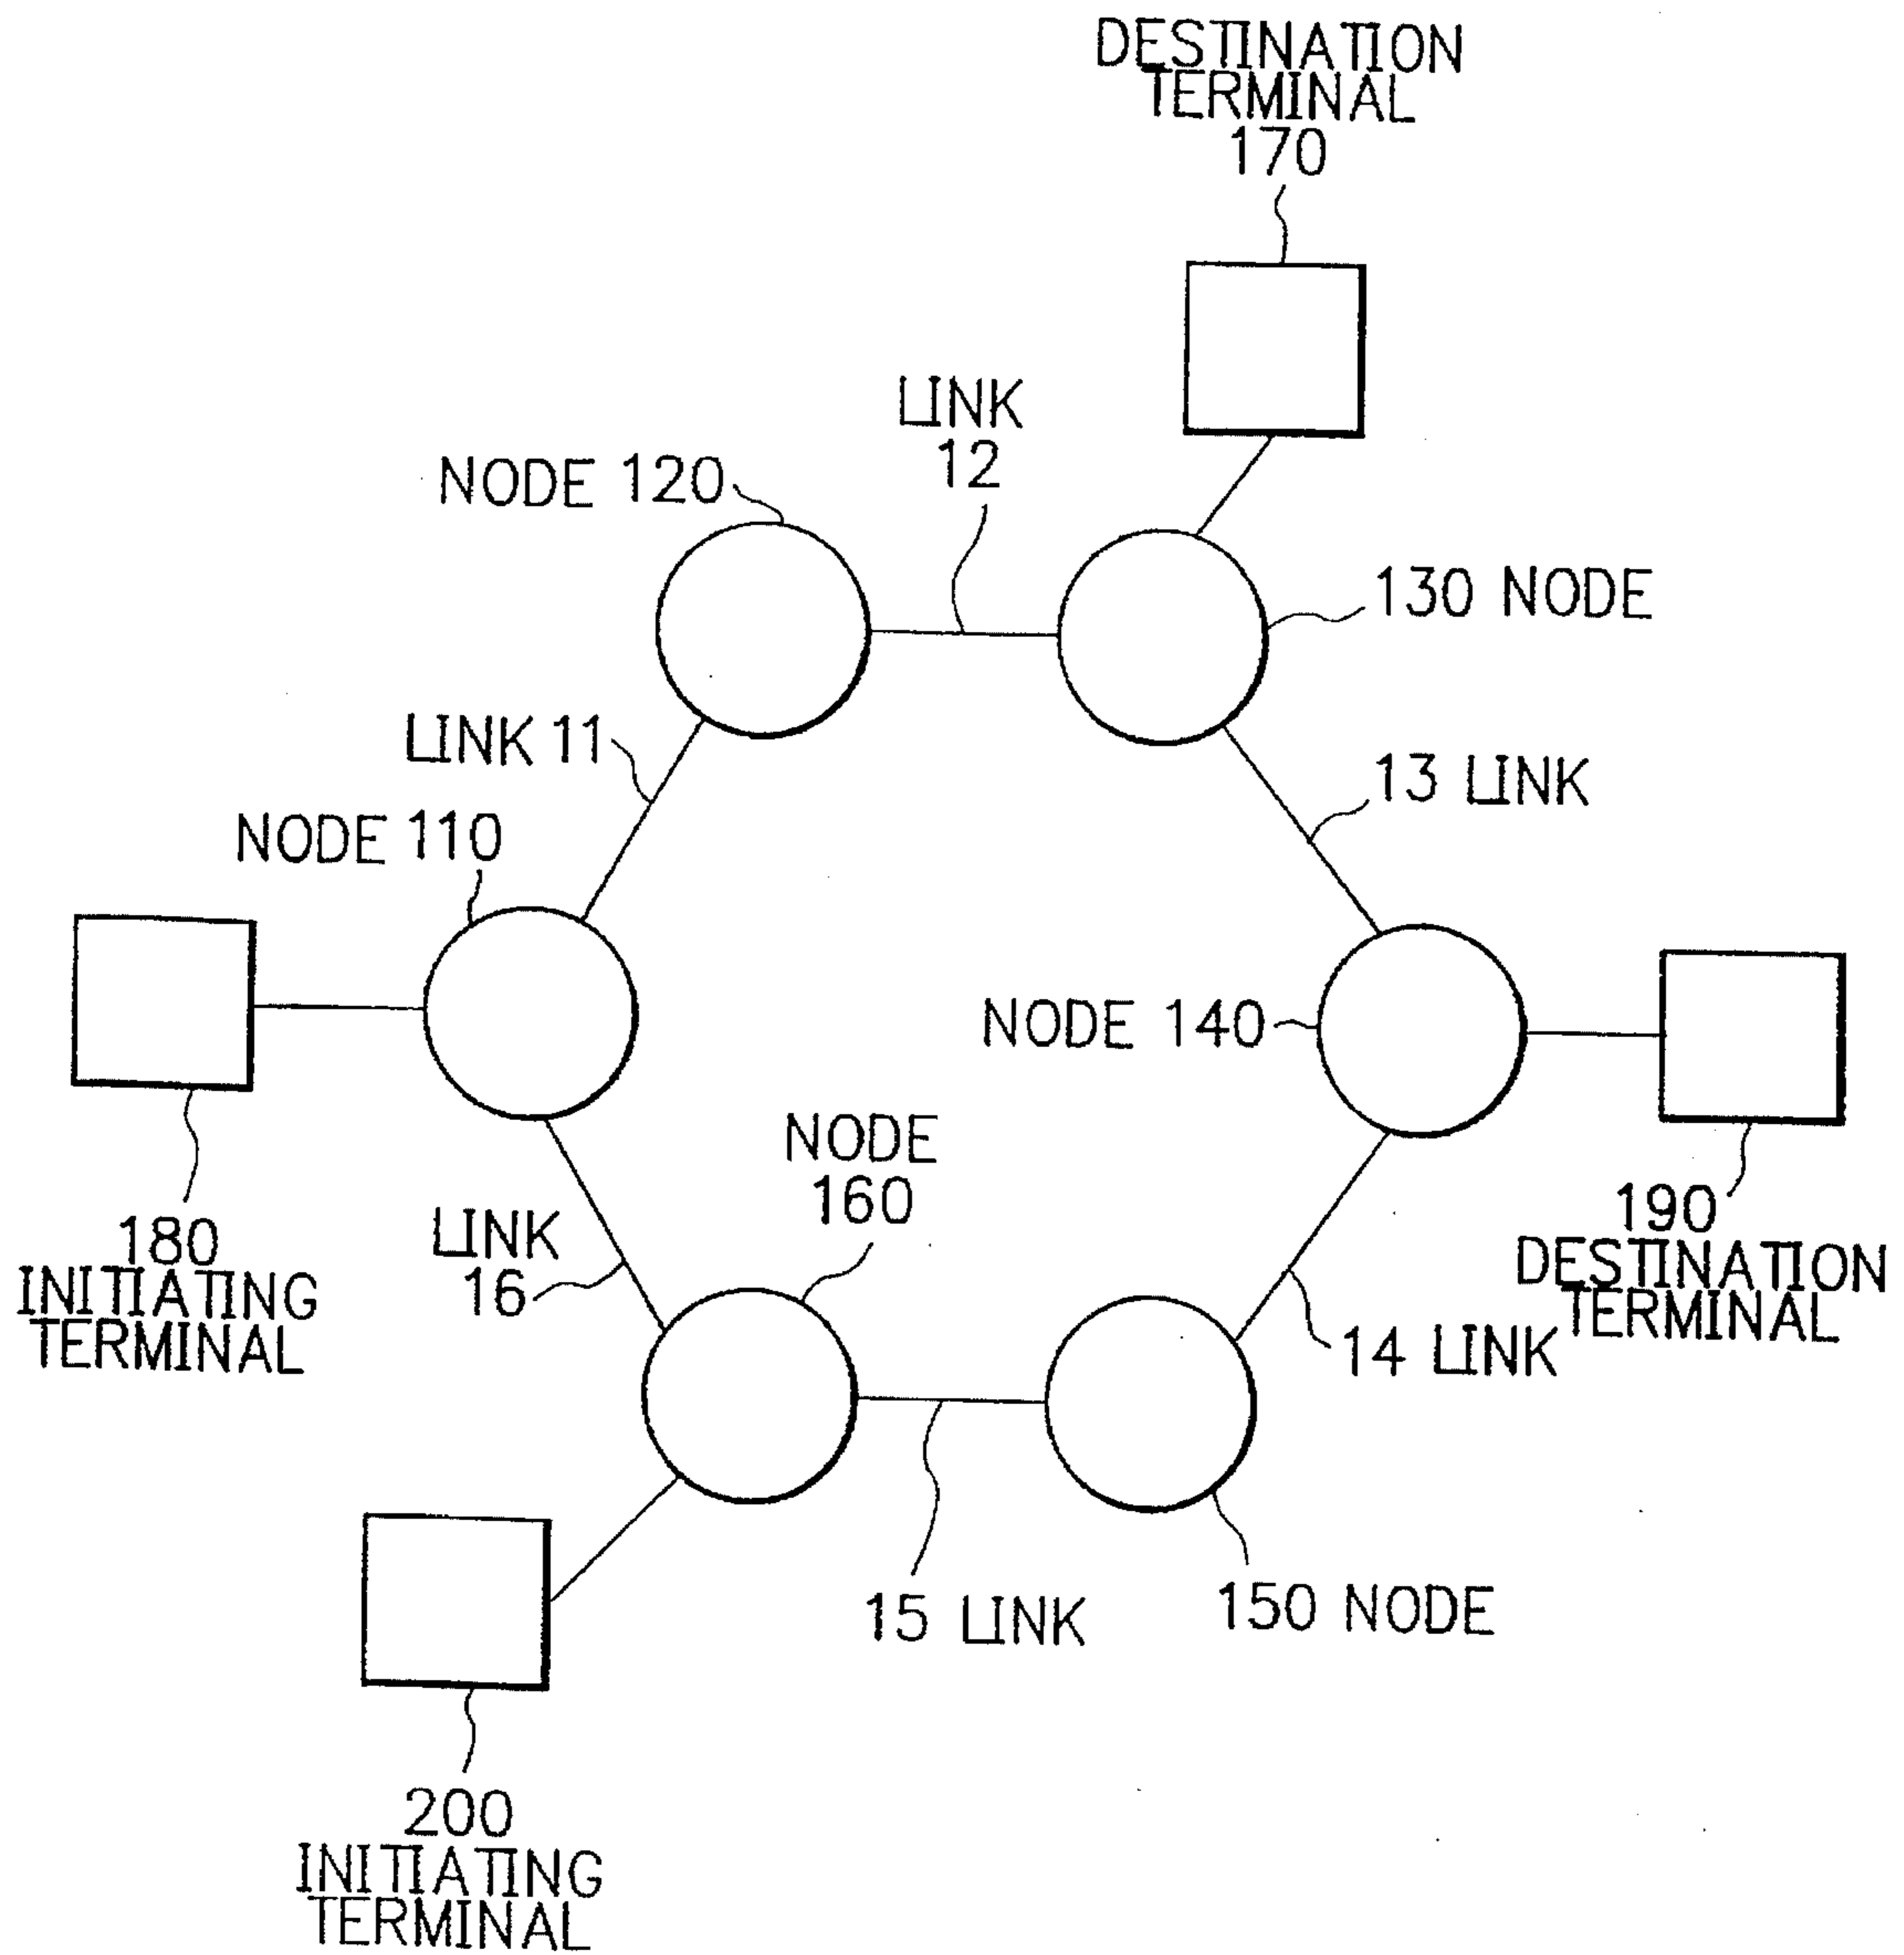 DESTINATION
TERMINAL
170
LINK
12
NODE 120
130 NODE
LINK 11
13 LINK
NODE 110
NODE 140
NODE
160
180
INITIATING
TERMINAL
LINK
16
190
DESTINATION
TERMINAL
14 LINK
15 LINK
150 NODE
200
INITIATING
TERMINAL